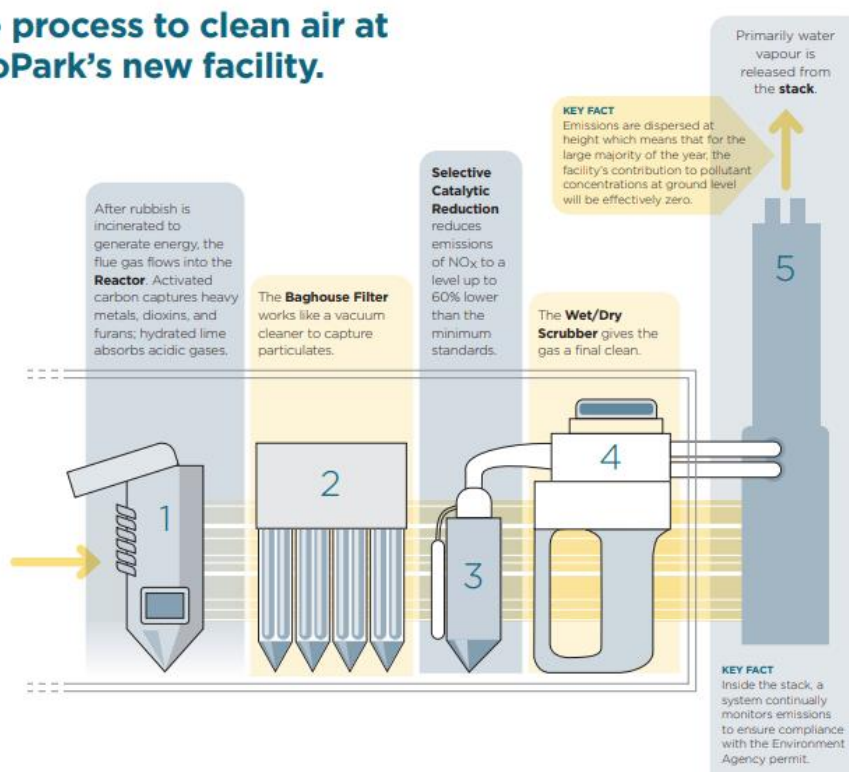 process to clean air at
oPark's new facility.
After rubbish is
incinerated to
generate energy, the
flue gas flows into the
Reactor. Activated
carbon captures heavy
metals, dioxins, and
furans; hydrated lime
absorbs acidic gases.
The Baghouse Filter
works like a vacuum
cleaner to capture
particulates.
Selective
Catalytic
Reduction
reduces
emissions
of NOx to a
level up to
60% lower
than the
minimum
standards.
The Wet/Dry
Scrubber gives the
gas a final clean.
KEY FACT
Emissions are dispersed at
height which means that for the
large majority of the year, the
facility's contribution to pollutant
concentrations at ground level
will be effectively zero.
Primarily water
vapour is
released from
the stack.
1
2
3
4
5
KEY FACT
Inside the stack, a
system continually
monitors emissions
to ensure compliance
with the Environment
Agency permit.